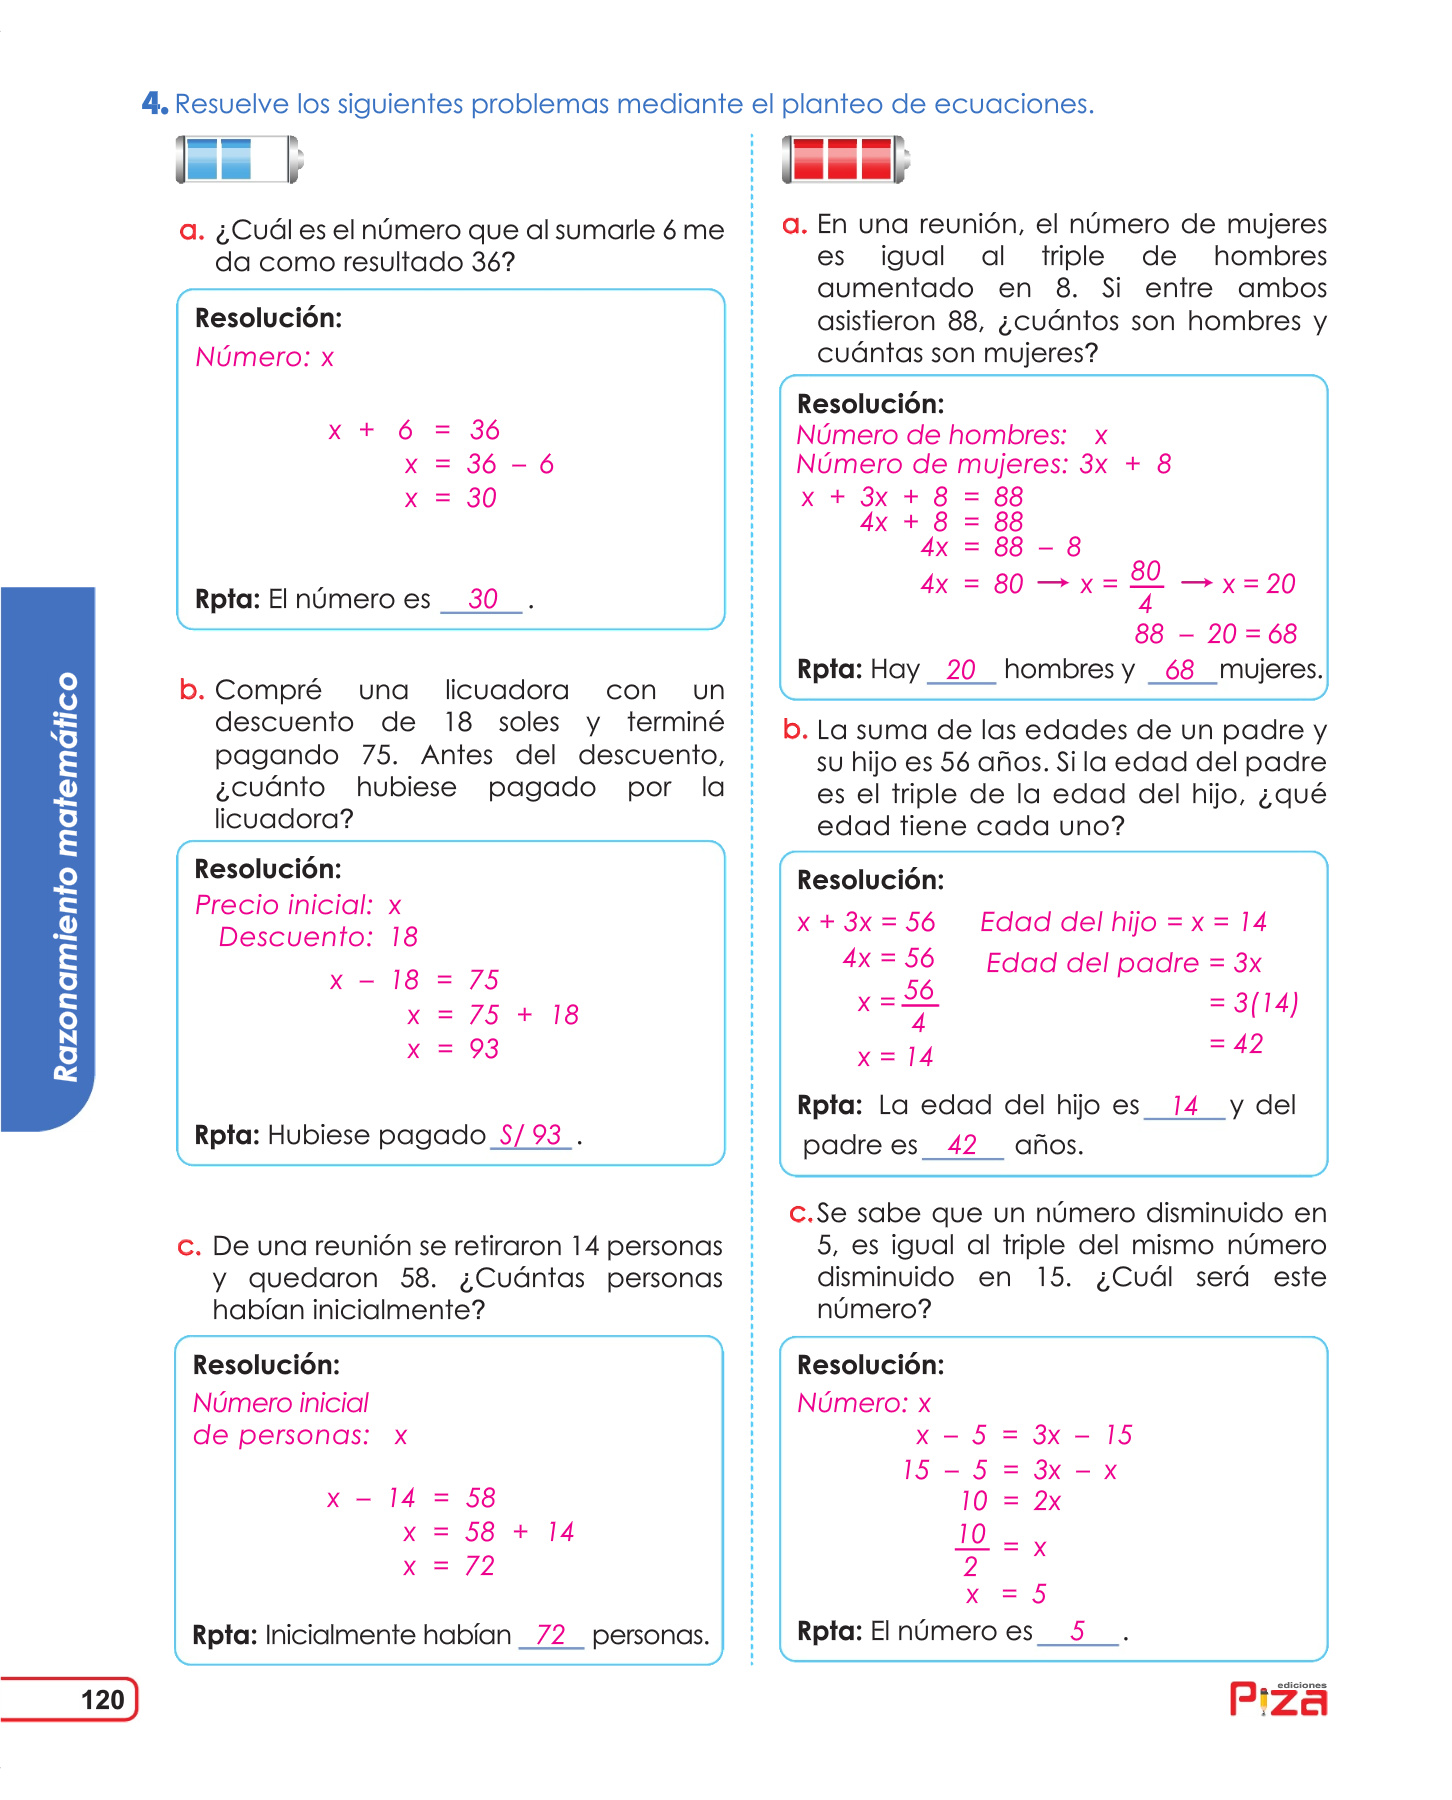 4. Resuelve los siguientes problemas mediante el planteo de ecuaciones.
a. ¿Cuál es el número que al sumarle 6 me
da como resultado 36?
Resolución:
Número: x
x + 6 = 36
x = 36 – 6
x = 30
Rpta: El número es 30 .
b. Compré una licuadora con un
descuento de 18 soles y terminé
pagando 75. Antes del descuento,
¿cuánto hubiese pagado por la
licuadora?
Resolución:
Precio inicial: x
Descuento: 18
x – 18 = 75
x = 75 + 18
x = 93
Rpta: Hubiese pagado S/ 93 .
c. De una reunión se retiraron 14 personas
y quedaron 58. ¿Cuántas personas
habían inicialmente?
Resolución:
Número inicial
de personas: x
x – 14 = 58
x = 58 + 14
x = 72
Rpta: Inicialmente habían 72 personas.
a. En una reunión, el número de mujeres
es igual al triple de hombres
aumentado en 8. Si entre ambos
asistieron 88, ¿cuántos son hombres y
cuántas son mujeres?
Resolución:
Número de hombres: x
Número de mujeres: 3x + 8
x + 3x + 8 = 88
4x + 8 = 88
4x = 88 – 8
4x = 80 → x = 80/4 → x = 20
88 – 20 = 68
Rpta: Hay 20 hombres y 68 mujeres.
b. La suma de las edades de un padre y
su hijo es 56 años. Si la edad del padre
es el triple de la edad del hijo, ¿qué
edad tiene cada uno?
Resolución:
x + 3x = 56 Edad del hijo = x = 14
4x = 56 Edad del padre = 3x
x = 56/4 = 3(14)
x = 14 = 42
Rpta: La edad del hijo es 14 y del
padre es 42 años.
c. Se sabe que un número disminuido en
5, es igual al triple del mismo número
disminuido en 15. ¿Cuál será este
número?
Resolución:
Número: x
x – 5 = 3x – 15
15 – 5 = 3x – x
10 = 2x
10/2 = x
x = 5
Rpta: El número es 5 .
Razonamiento matemático
120
ediciones
Piza